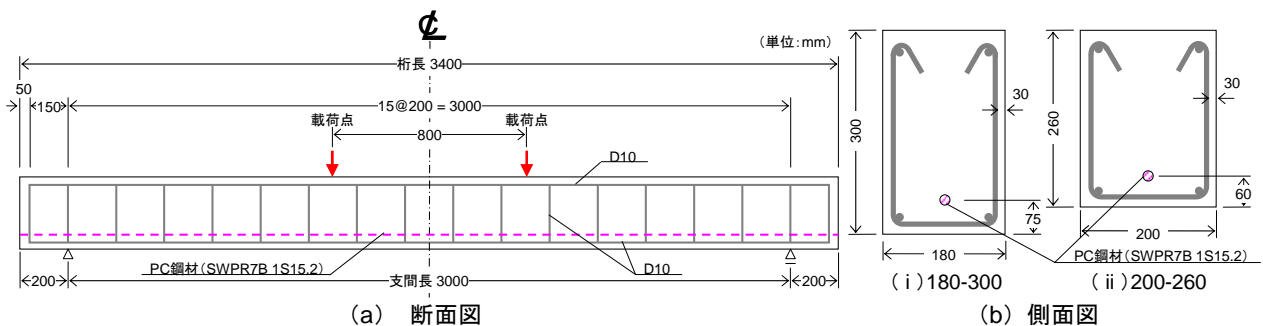 ℄
(単位:mm)
桁長 3400
50
150
15@200 = 3000
載荷点
載荷点
800
D10
PC鋼材(SWPR7B 1S15.2)
D10
200
支間長 3000
200
(a) 断面図
300
30
75
180
(ⅰ)180-300
260
30
60
200
PC鋼材(SWPR7B 1S15.2)
(ⅱ)200-260
(b) 側面図